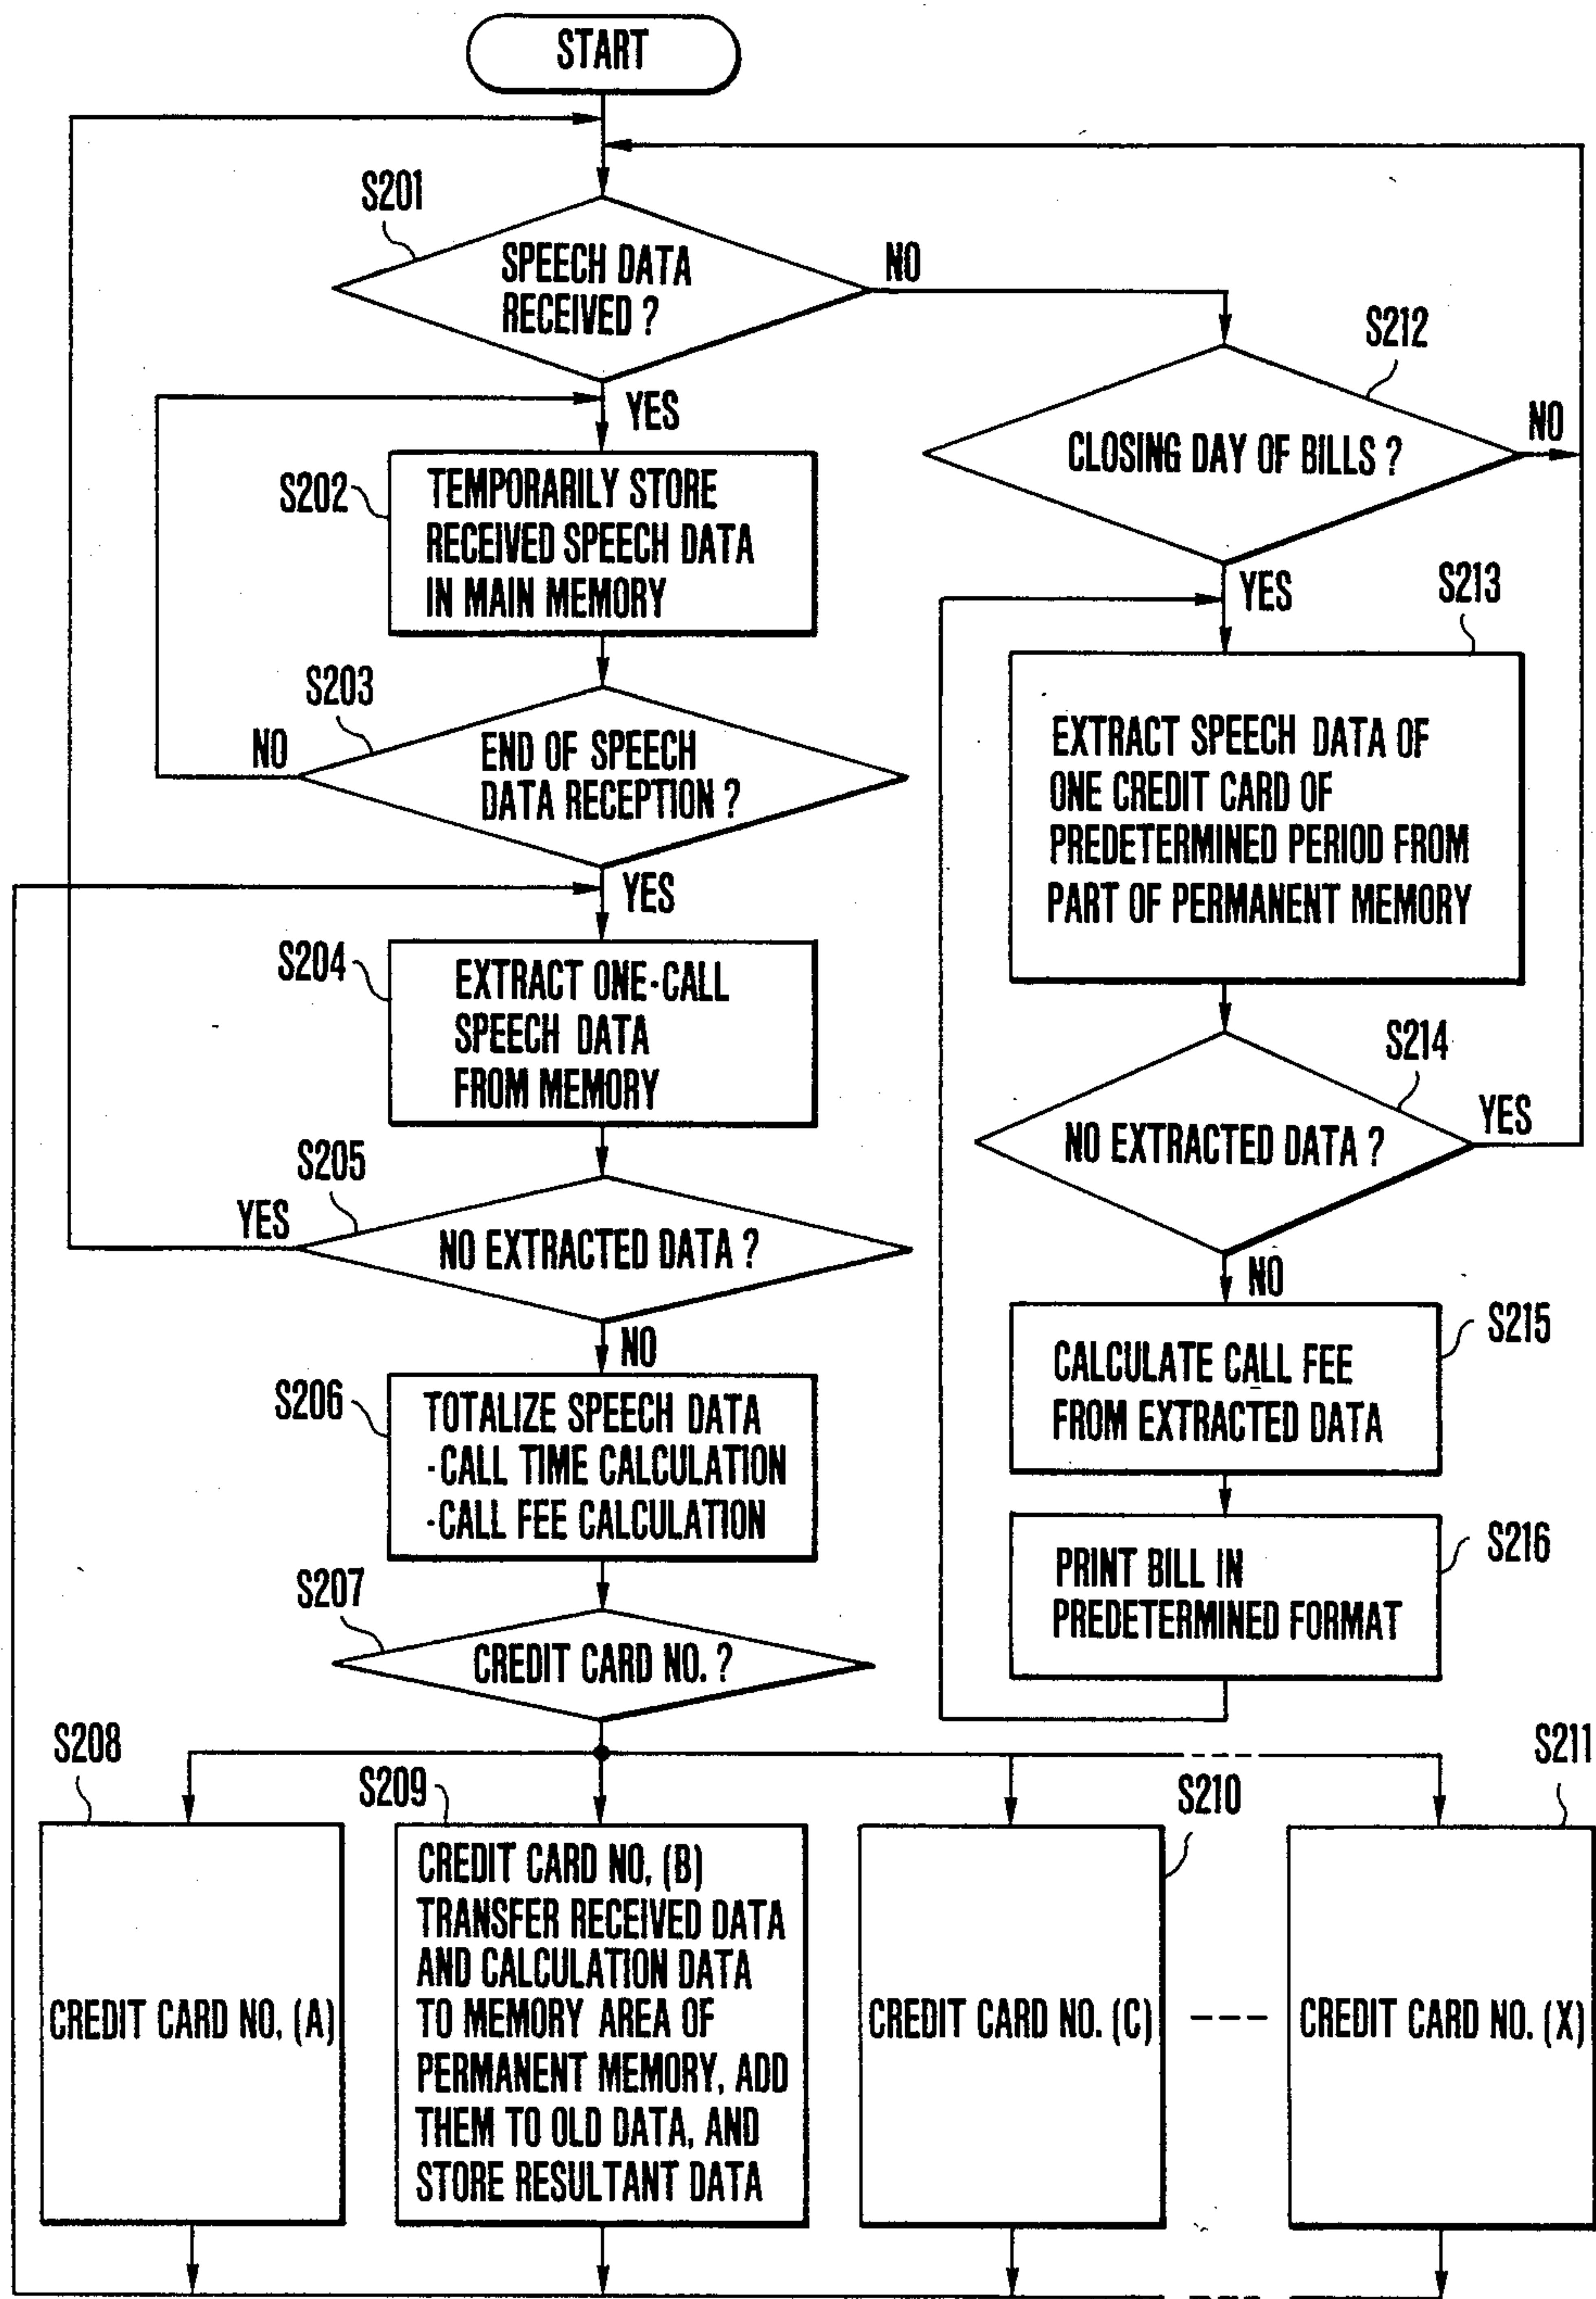 START
S201
SPEECH DATA
RECEIVED ?
NO
YES
S202
TEMPORARILY STORE
RECEIVED SPEECH DATA
IN MAIN MEMORY
S203
NO
END OF SPEECH
DATA RECEPTION ?
YES
S204
EXTRACT ONE-CALL
SPEECH DATA
FROM MEMORY
S205
YES
NO EXTRACTED DATA ?
NO
S206
TOTALIZE SPEECH DATA
-CALL TIME CALCULATION
-CALL FEE CALCULATION
S207
CREDIT CARD NO. ?
S212
CLOSING DAY OF BILLS ?
NO
YES
S213
EXTRACT SPEECH DATA OF
ONE CREDIT CARD OF
PREDETERMINED PERIOD FROM
PART OF PERMANENT MEMORY
S214
NO EXTRACTED DATA ?
YES
NO
S215
CALCULATE CALL FEE
FROM EXTRACTED DATA
S216
PRINT BILL IN
PREDETERMINED FORMAT
S208
CREDIT CARD NO. (A)
S209
CREDIT CARD NO. (B)
TRANSFER RECEIVED DATA
AND CALCULATION DATA
TO MEMORY AREA OF
PERMANENT MEMORY, ADD
THEM TO OLD DATA, AND
STORE RESULTANT DATA
S210
CREDIT CARD NO. (C)
S211
CREDIT CARD NO. (X)